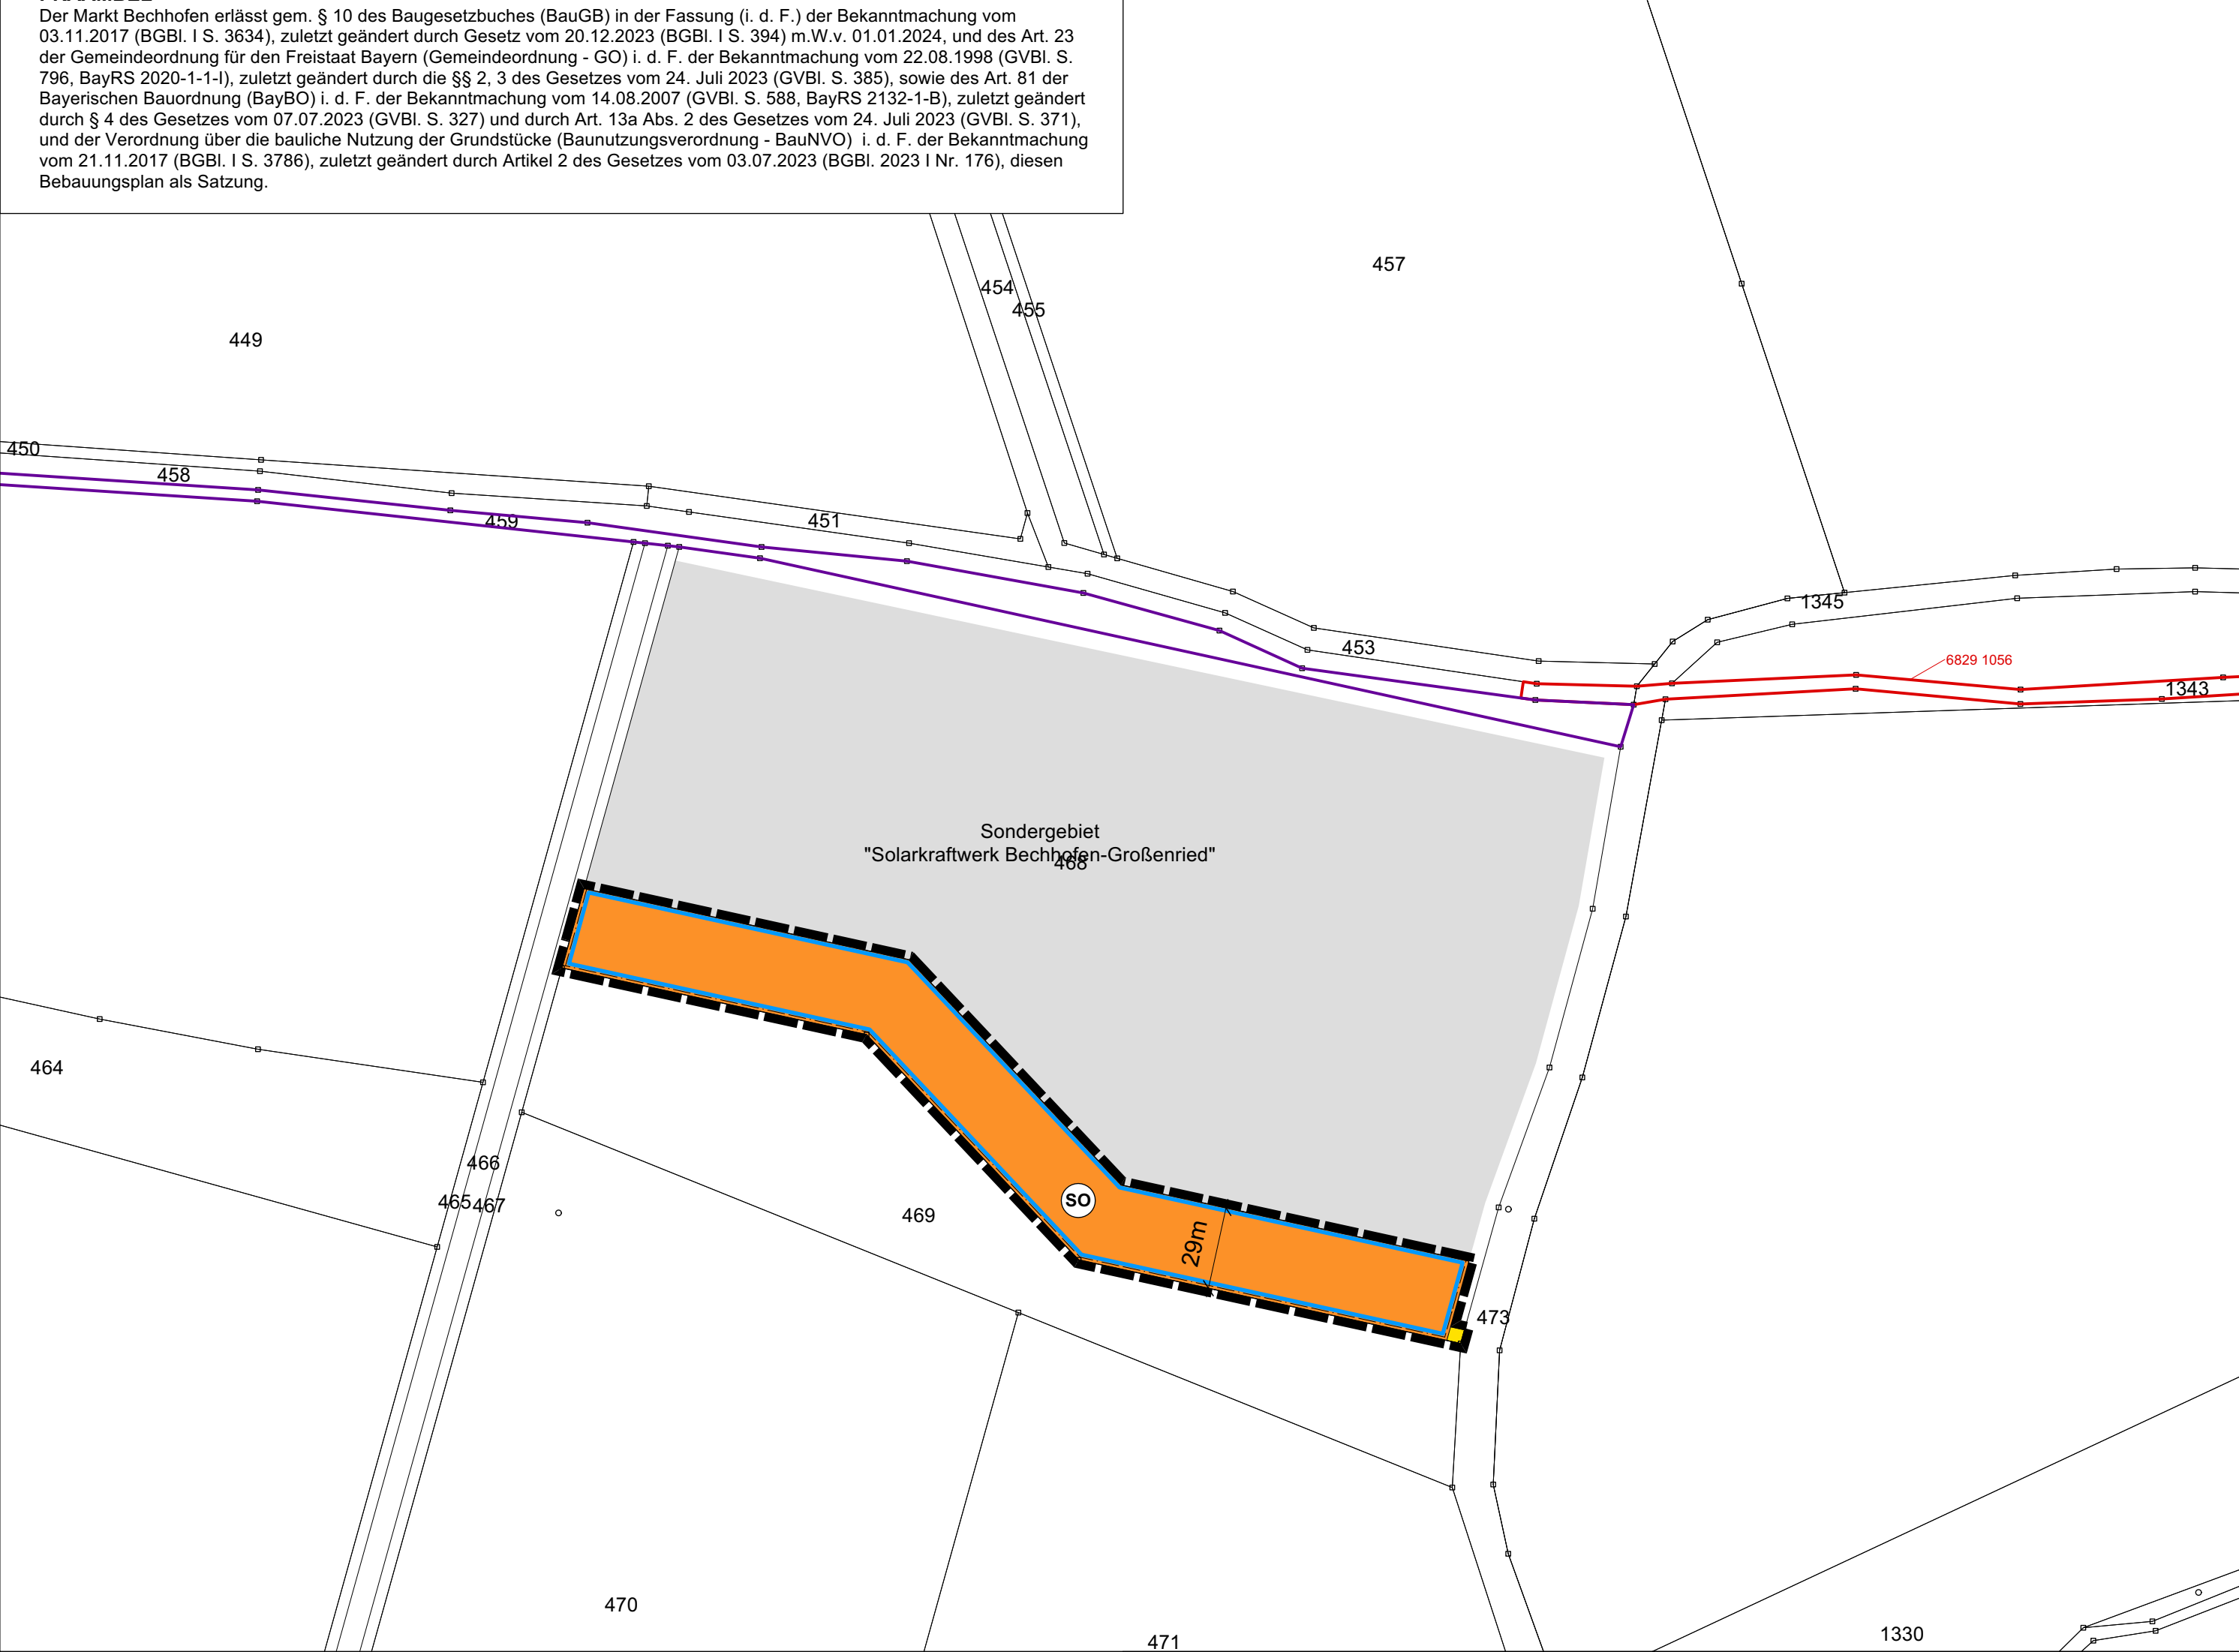 Der Markt Bechhofen erlässt gem. § 10 des Baugesetzbuches (BauGB) in der Fassung (i. d. F.) der Bekanntmachung vom
03.11.2017 (BGBl. I S. 3634), zuletzt geändert durch Gesetz vom 20.12.2023 (BGBl. I S. 394) m.W.v. 01.01.2024, und des Art. 23
der Gemeindeordnung für den Freistaat Bayern (Gemeindeordnung - GO) i. d. F. der Bekanntmachung vom 22.08.1998 (GVBl. S.
796, BayRS 2020-1-1-I), zuletzt geändert durch die §§ 2, 3 des Gesetzes vom 24. Juli 2023 (GVBl. S. 385), sowie des Art. 81 der
Bayerischen Bauordnung (BayBO) i. d. F. der Bekanntmachung vom 14.08.2007 (GVBl. S. 588, BayRS 2132-1-B), zuletzt geändert
durch § 4 des Gesetzes vom 07.07.2023 (GVBl. S. 327) und durch Art. 13a Abs. 2 des Gesetzes vom 24. Juli 2023 (GVBl. S. 371),
und der Verordnung über die bauliche Nutzung der Grundstücke (Baunutzungsverordnung - BauNVO) i. d. F. der Bekanntmachung
vom 21.11.2017 (BGBl. I S. 3786), zuletzt geändert durch Artikel 2 des Gesetzes vom 03.07.2023 (BGBl. 2023 I Nr. 176), diesen
Bebauungsplan als Satzung.
457
454
455
449
450
458
459
451
1345
453
6829 1056
1343
Sondergebiet
"Solarkraftwerk Bechhofen-Großenried"
468
464
466
465
467
469
SO
29m
473
470
471
1330